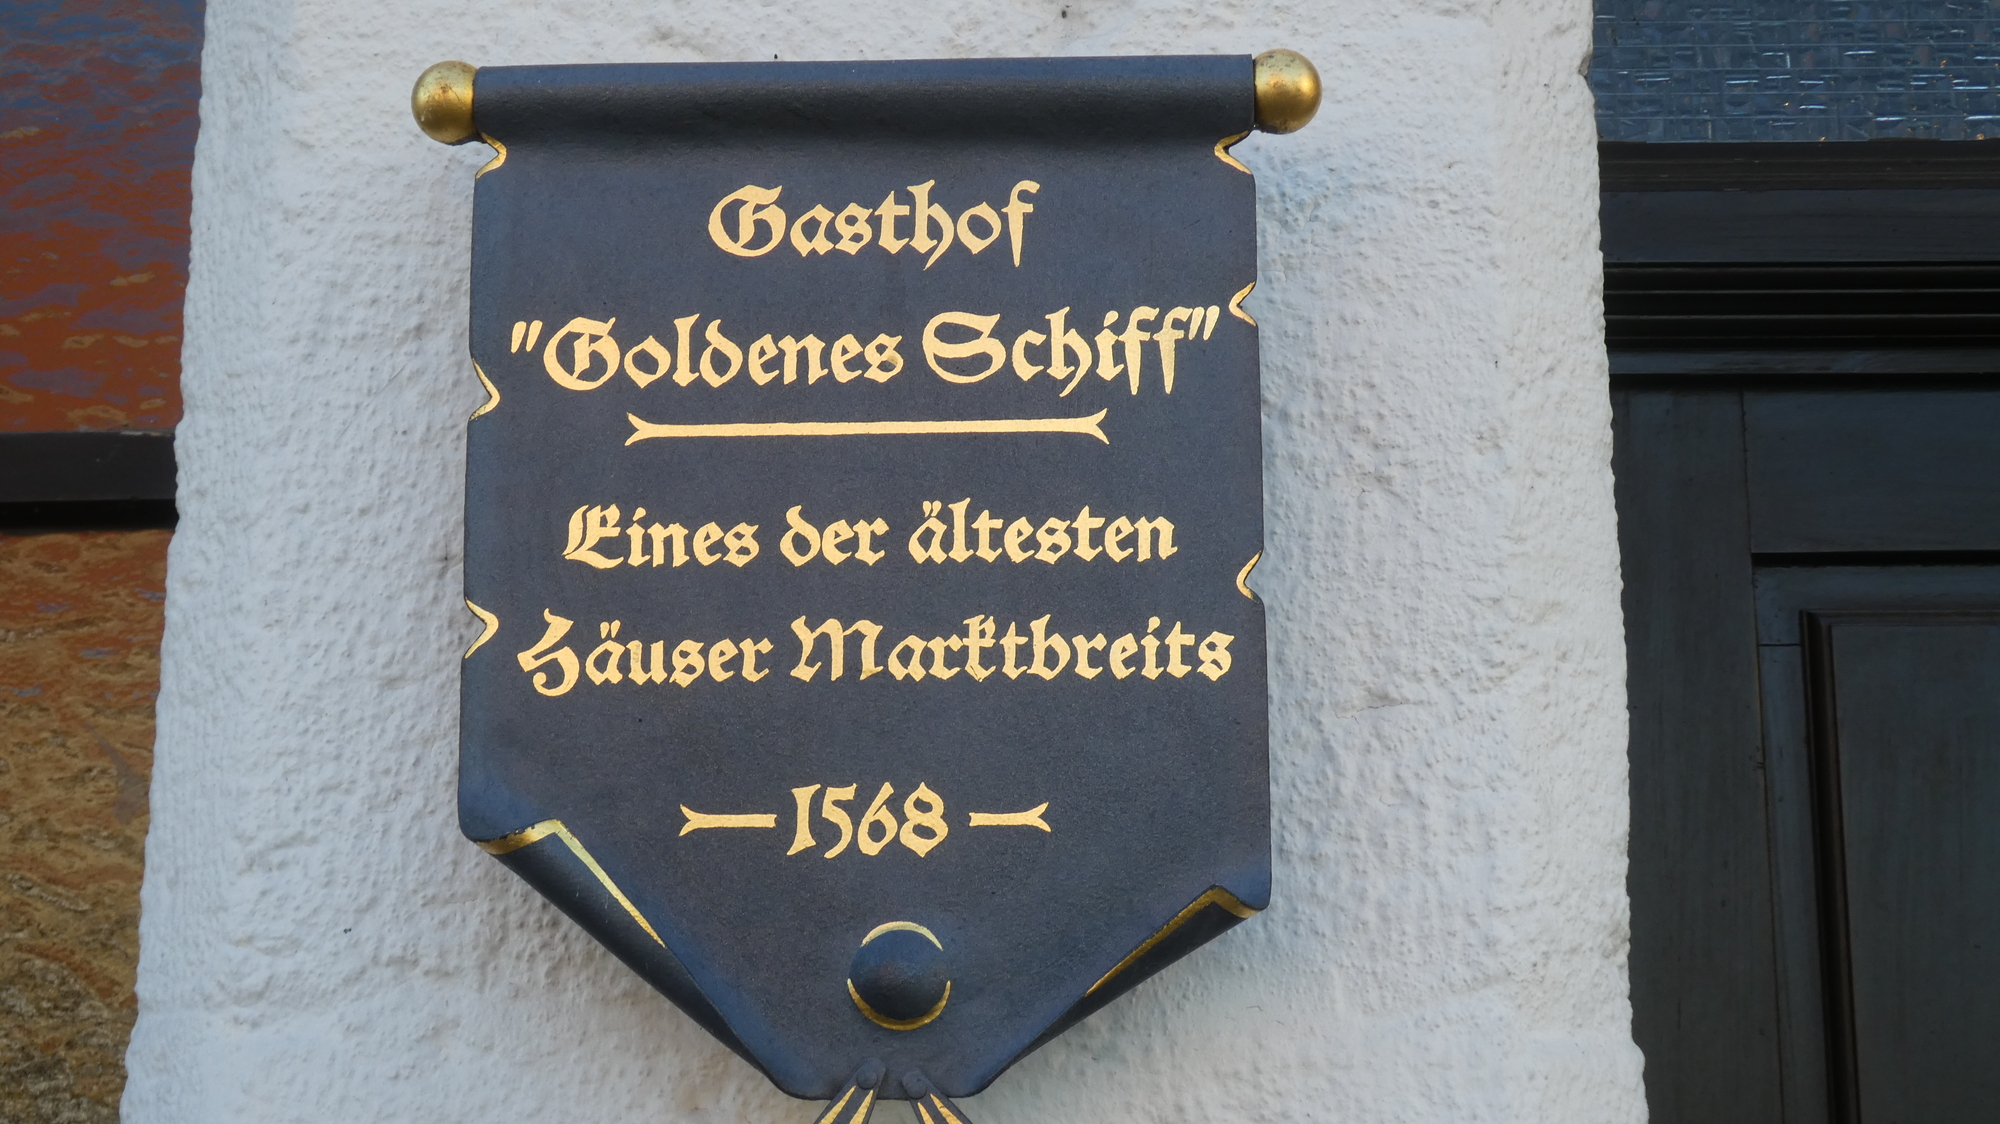 Gasthof
"Goldenes Schiff"
Eines der ältesten
Häuser Marktbreits
1568